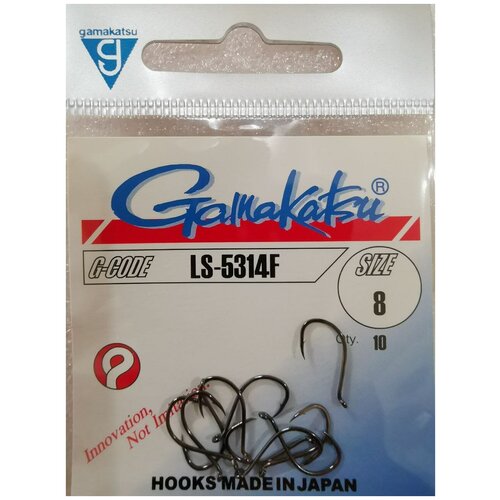 gamakatsu
g
Gamakatsu®
G-CODE LS-5314F SIZE
8
Qty. 10
Innovation,
Not Imitation.
HOOKS MADE IN JAPAN